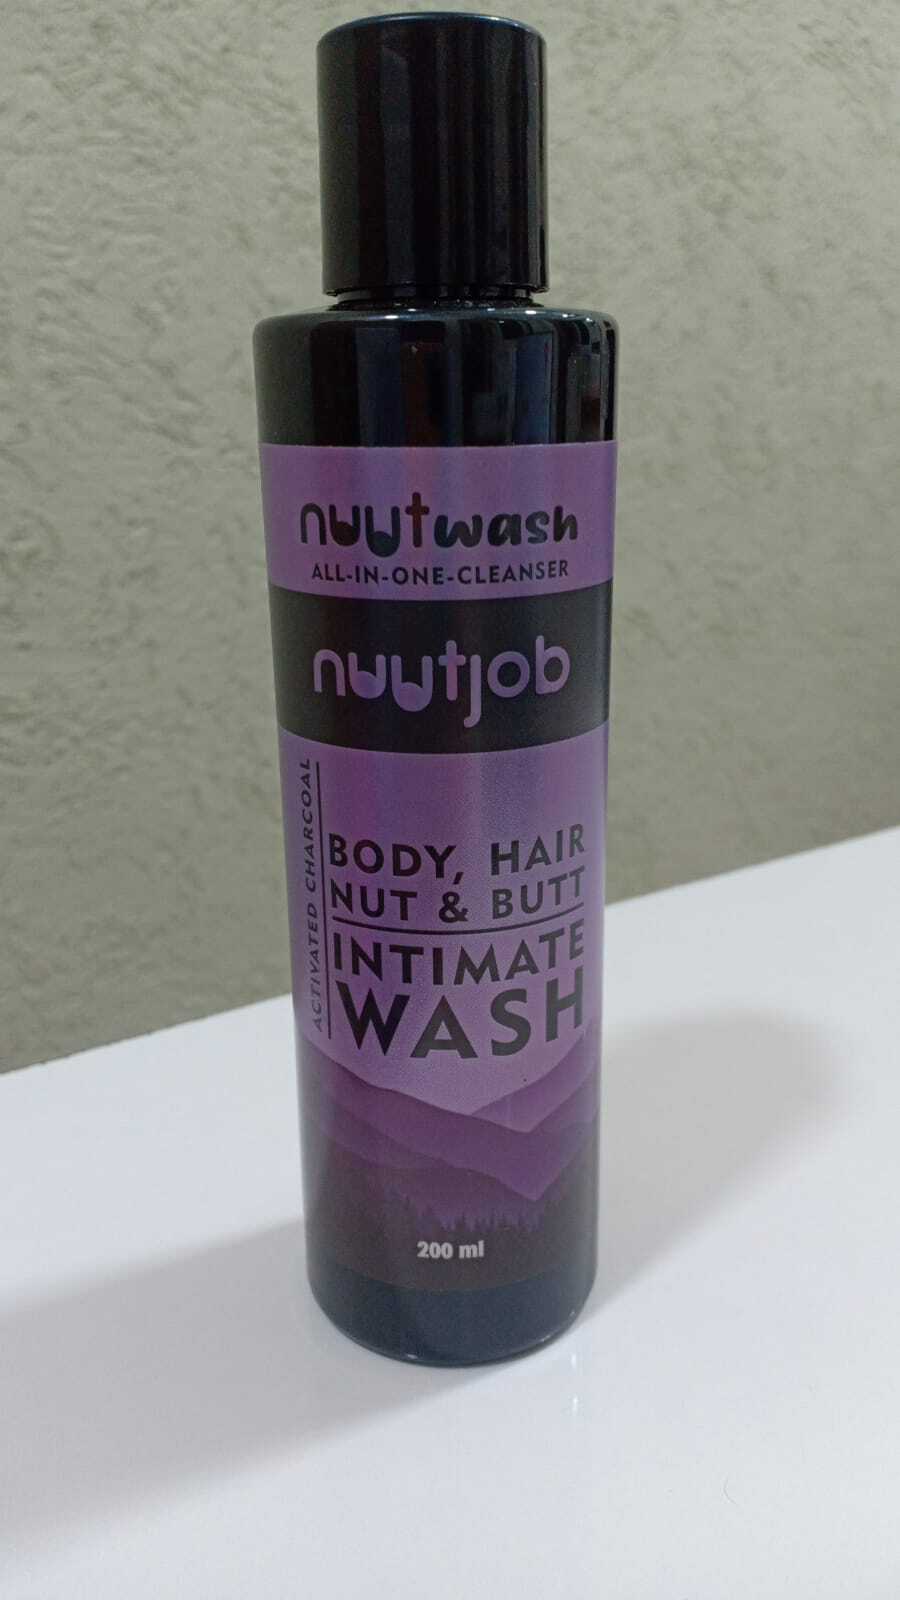 nuutwash
ALL-IN-ONE-CLEANSER
nuutjob
ACTIVATED CHARCOAL
BODY, HAIR
NUT & BUTT
INTIMATE
WASH
200 ml